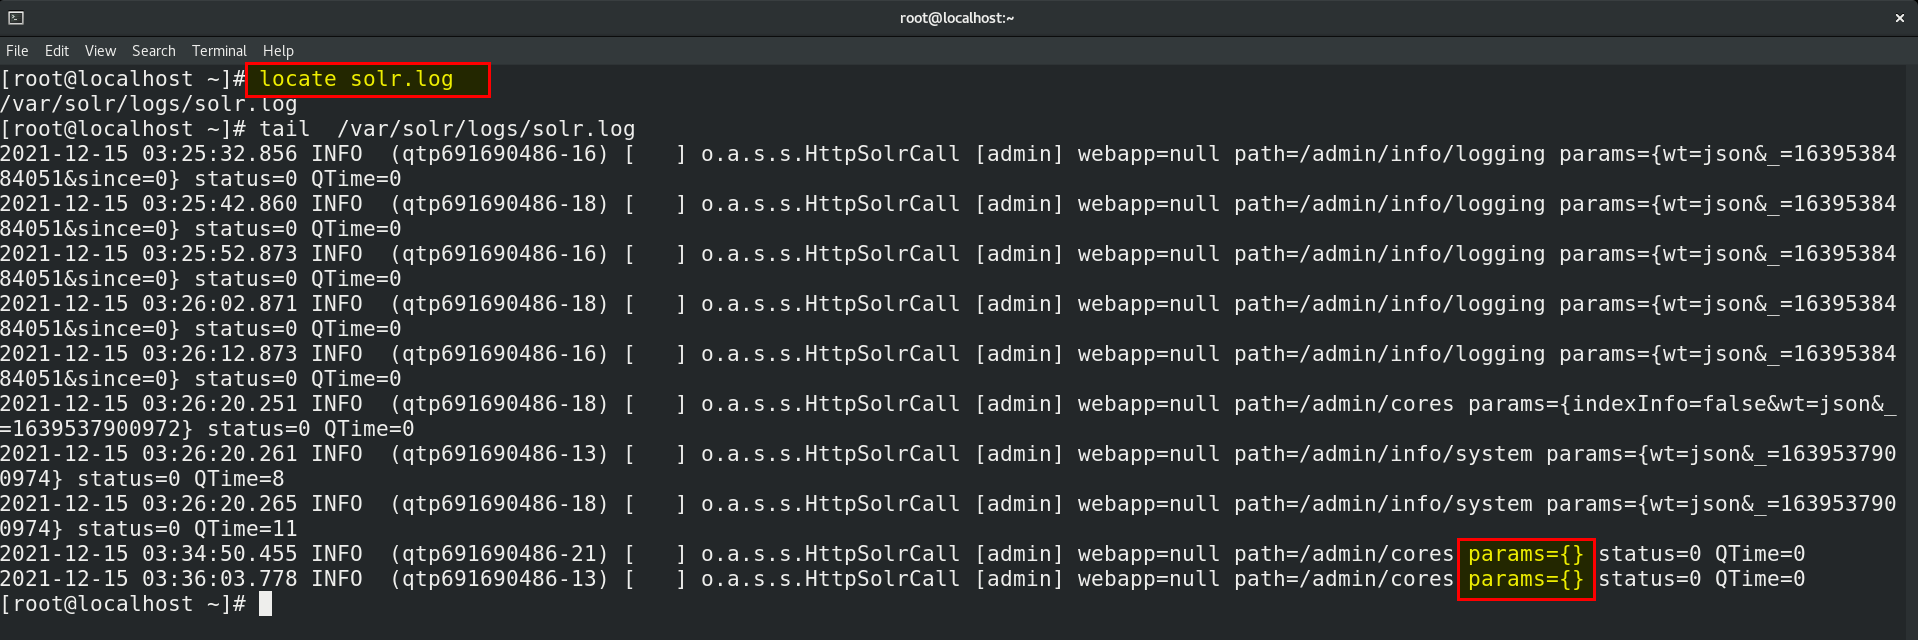 root@localhost:~
File Edit View Search Terminal Help
[root@localhost ~]# locate solr.log
/var/solr/logs/solr.log
[root@localhost ~]# tail  /var/solr/logs/solr.log
2021-12-15 03:25:32.856 INFO  (qtp691690486-16) [   ] o.a.s.s.HttpSolrCall [admin] webapp=null path=/admin/info/logging params={wt=json&_=16395384
84051&since=0} status=0 QTime=0
2021-12-15 03:25:42.860 INFO  (qtp691690486-18) [   ] o.a.s.s.HttpSolrCall [admin] webapp=null path=/admin/info/logging params={wt=json&_=16395384
84051&since=0} status=0 QTime=0
2021-12-15 03:25:52.873 INFO  (qtp691690486-16) [   ] o.a.s.s.HttpSolrCall [admin] webapp=null path=/admin/info/logging params={wt=json&_=16395384
84051&since=0} status=0 QTime=0
2021-12-15 03:26:02.871 INFO  (qtp691690486-18) [   ] o.a.s.s.HttpSolrCall [admin] webapp=null path=/admin/info/logging params={wt=json&_=16395384
84051&since=0} status=0 QTime=0
2021-12-15 03:26:12.873 INFO  (qtp691690486-16) [   ] o.a.s.s.HttpSolrCall [admin] webapp=null path=/admin/info/logging params={wt=json&_=16395384
84051&since=0} status=0 QTime=0
2021-12-15 03:26:20.251 INFO  (qtp691690486-18) [   ] o.a.s.s.HttpSolrCall [admin] webapp=null path=/admin/cores params={indexInfo=false&wt=json&_
=1639537900972} status=0 QTime=0
2021-12-15 03:26:20.261 INFO  (qtp691690486-13) [   ] o.a.s.s.HttpSolrCall [admin] webapp=null path=/admin/info/system params={wt=json&_=163953790
0974} status=0 QTime=8
2021-12-15 03:26:20.265 INFO  (qtp691690486-18) [   ] o.a.s.s.HttpSolrCall [admin] webapp=null path=/admin/info/system params={wt=json&_=163953790
0974} status=0 QTime=11
2021-12-15 03:34:50.455 INFO  (qtp691690486-21) [   ] o.a.s.s.HttpSolrCall [admin] webapp=null path=/admin/cores params={} status=0 QTime=0
2021-12-15 03:36:03.778 INFO  (qtp691690486-13) [   ] o.a.s.s.HttpSolrCall [admin] webapp=null path=/admin/cores params={} status=0 QTime=0
[root@localhost ~]#